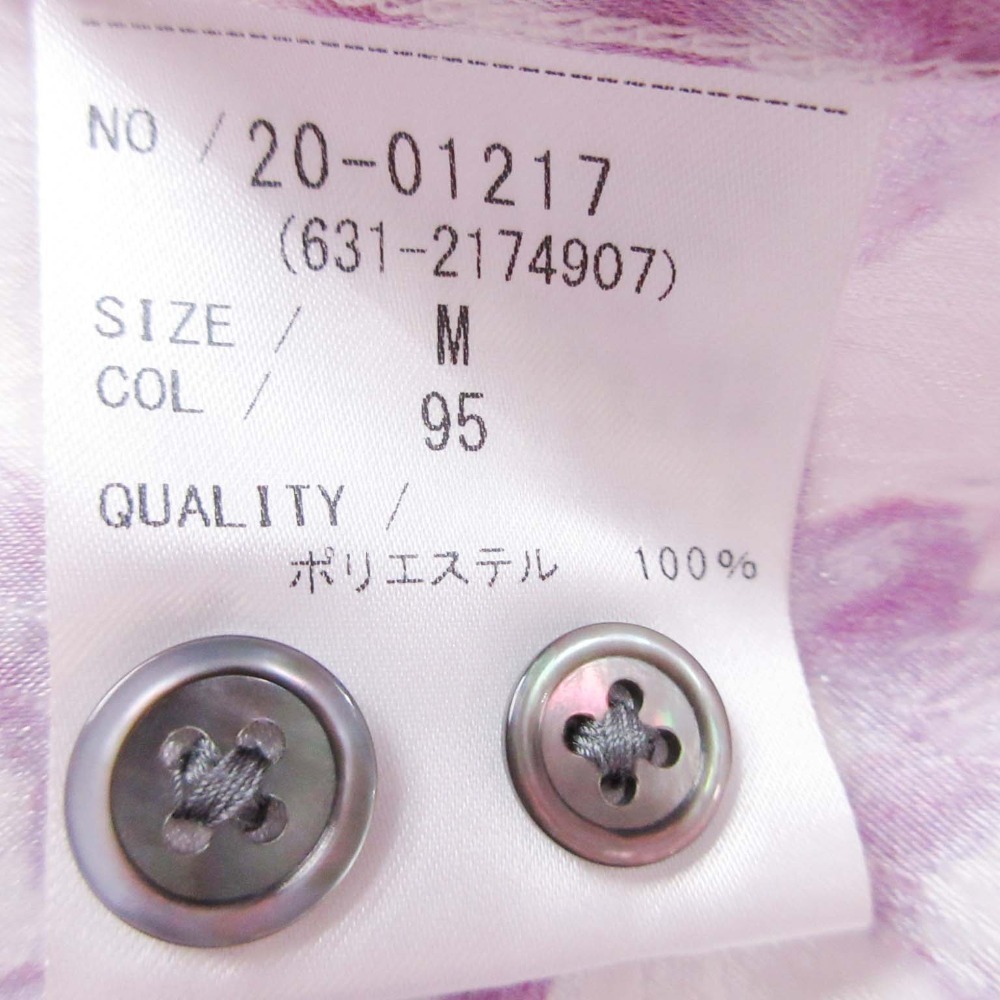 NO / 20-01217
(631-2174907)
SIZE / M
COL / 95
QUALITY /
ポリエステル 100%